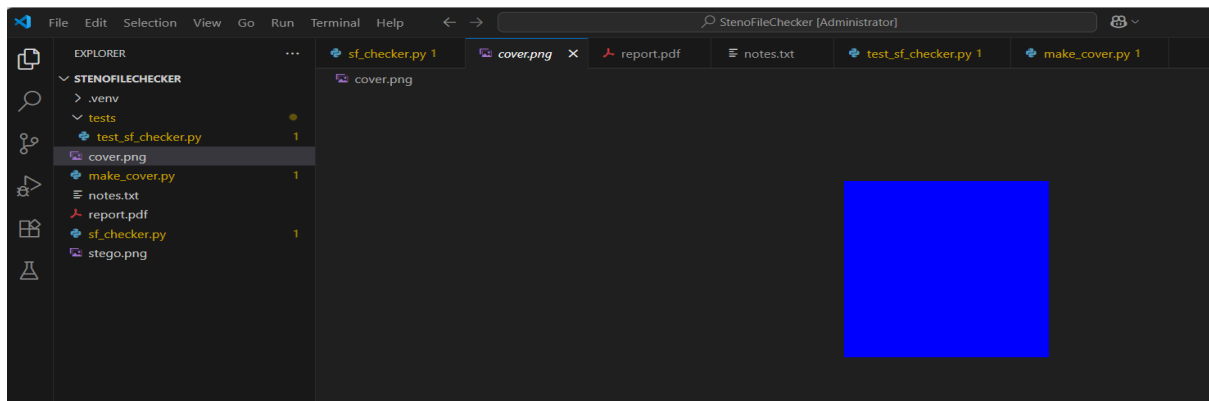 File Edit Selection View Go Run Terminal Help StenoFileChecker [Administrator]
EXPLORER
sf_checker.py 1 cover.png report.pdf notes.txt test_sf_checker.py 1 make_cover.py 1
STENOFILECHECKER
cover.png
.venv
tests
test_sf_checker.py 1
cover.png
make_cover.py 1
notes.txt
report.pdf
sf_checker.py 1
stego.png